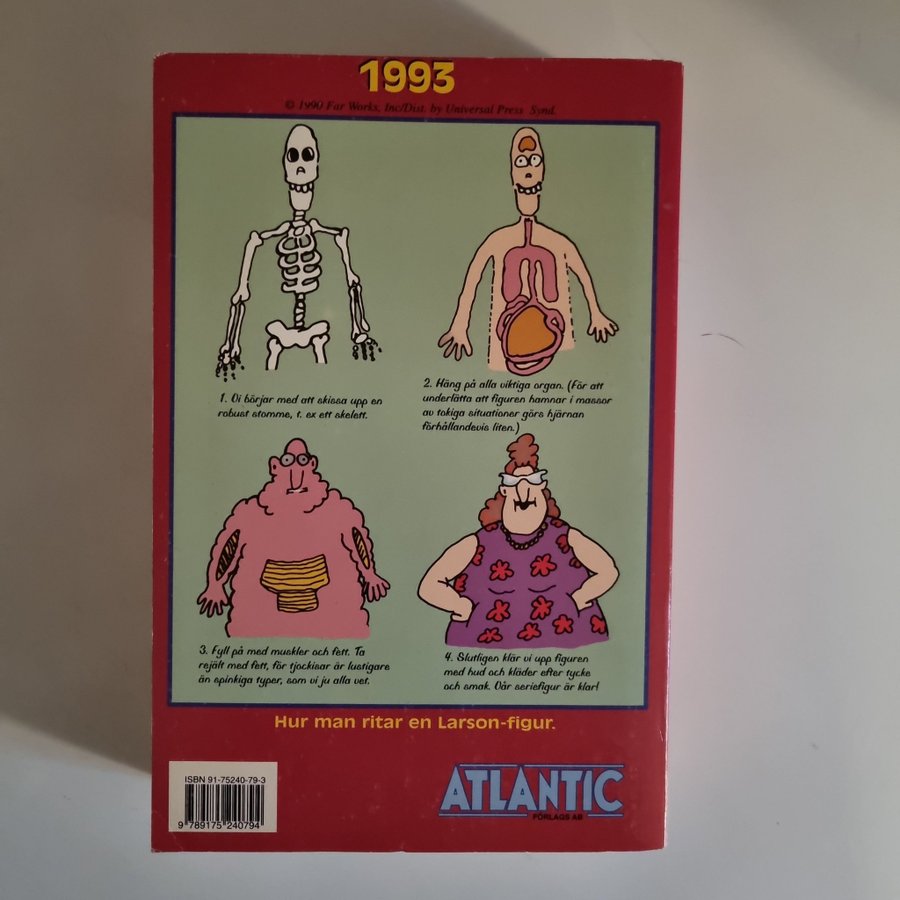 1993
© 1990 Far Works, Inc/Dist. by Universal Press Synd.
1. Vi börjar med att skissa upp en
robust stomme, t. ex ett skelett.
2. Häng på alla viktiga organ. (För att
underlätta att figuren hamnar i massor
av tokiga situationer görs hjärnan
förhållandevis liten.)
3. Fyll på med muskler och fett. Ta
rejält med fett, för tjockisar är lustigare
än spinkiga typer, som vi ju alla vet.
4. Slutligen klär vi upp figuren
med hud och kläder efter tycke
och smak. Vår seriefigur är klar!
Hur man ritar en Larson-figur.
ISBN 91-75240-79-3
9 789175 240794
ATLANTIC
FÖRLAGS AB